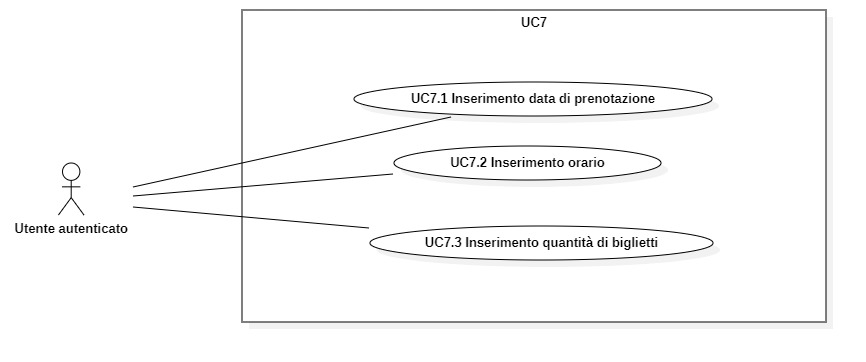 UC7
UC7.1 Inserimento data di prenotazione
UC7.2 Inserimento orario
Utente autenticato
UC7.3 Inserimento quantità di biglietti